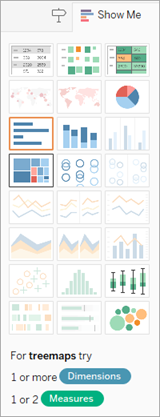 Show Me
For treemaps try
1 or more Dimensions
1 or 2 Measures